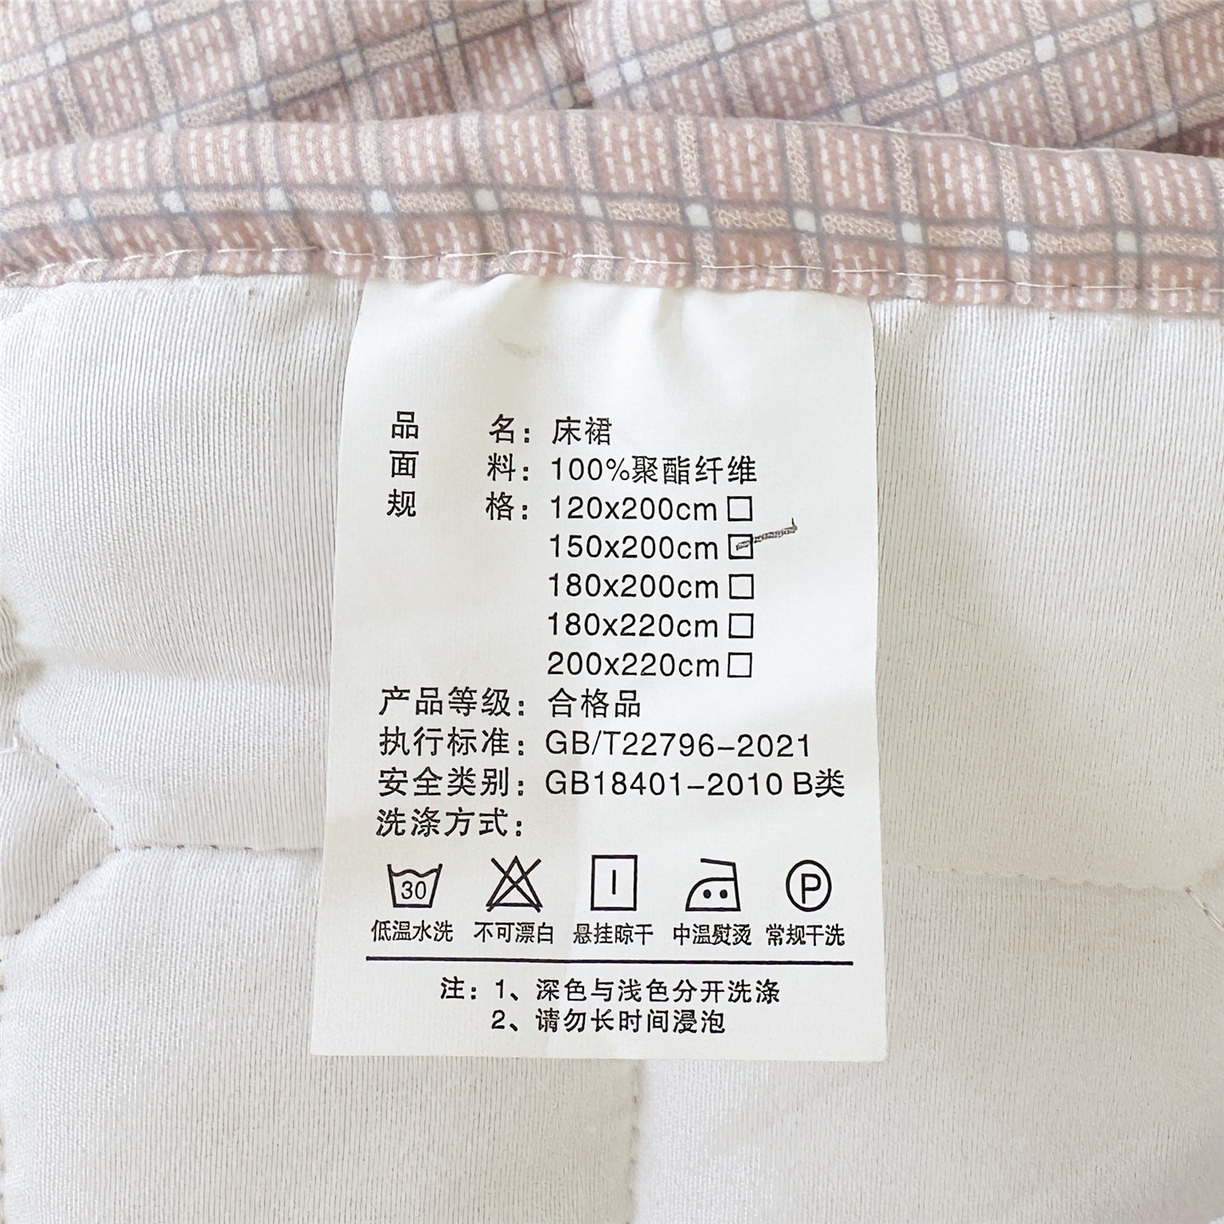 品 名：床裙
面 料：100%聚酯纤维
规 格：120x200cm□
150x200cm☑
180x200cm□
180x220cm□
200x220cm□
产品等级：合格品
执行标准：GB/T22796-2021
安全类别：GB18401-2010 B类
洗涤方式：
30 P
低温水洗 不可漂白 悬挂晾干 中温熨烫 常规干洗
注：1、深色与浅色分开洗涤
2、请勿长时间浸泡